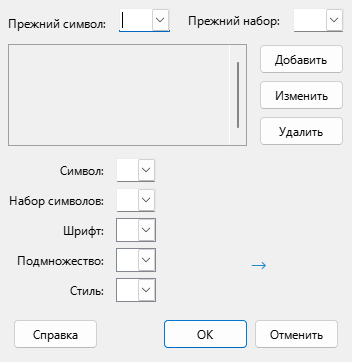 Прежний символ: Прежний набор:
Добавить
Изменить
Удалить
Символ:
Набор символов:
Шрифт:
Подмножество:
→
Стиль:
Справка OK Отменить